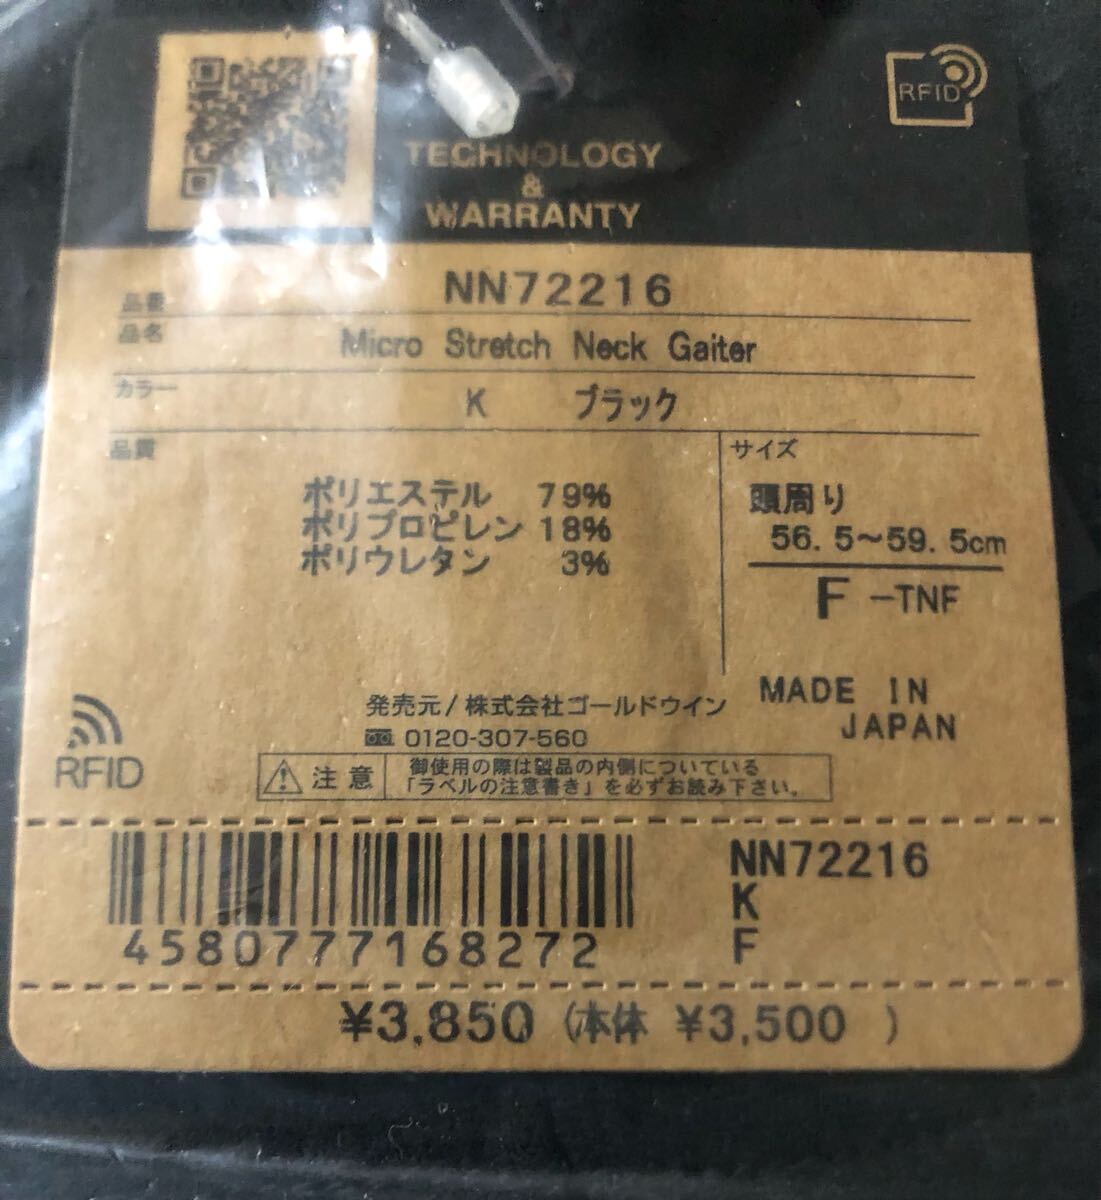 RFID
TECHNOLOGY
&
WARRANTY
品番 NN72216
品名 Micro Stretch Neck Gaiter
カラー K ブラック
品質
ポリエステル 79%
ポリプロピレン 18%
ポリウレタン 3%
サイズ
頭周り
56.5～59.5cm
F -TNF
MADE IN
JAPAN
発売元/株式会社ゴールドウイン
0120-307-560
RFID
注意
御使用の際は製品の内側についている
「ラベルの注意書き」を必ずお読み下さい。
4580777168272
NN72216
K
F
¥3,850 (本体 ¥3,500 )